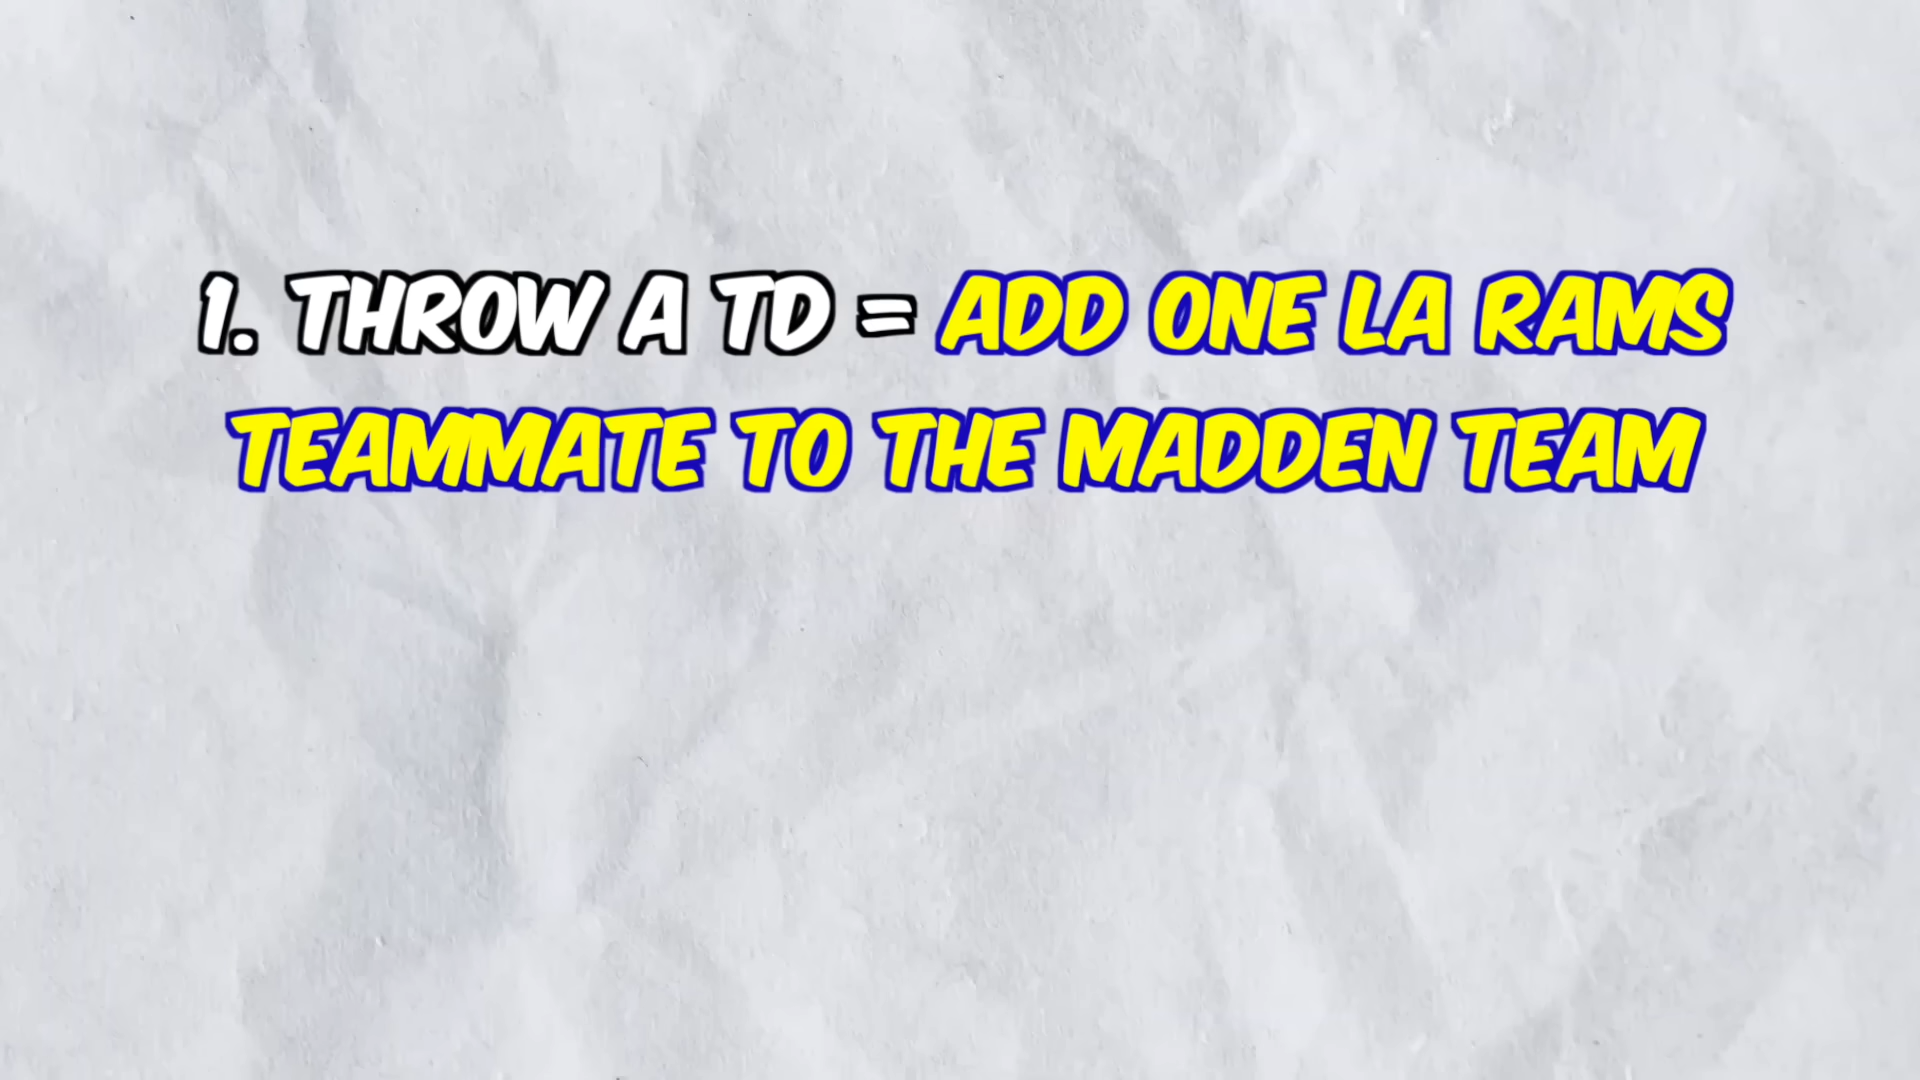 1. THROW A TD = ADD ONE LA RAMS
TEAMMATE TO THE MADDEN TEAM